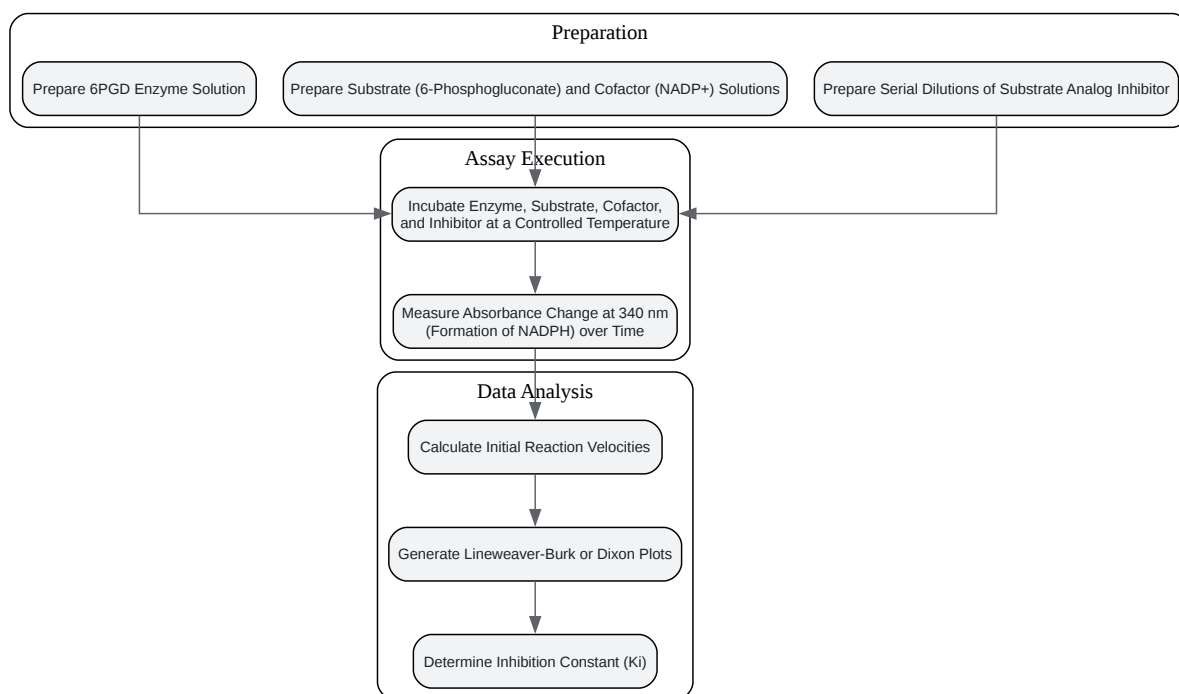 Preparation
Prepare 6PGD Enzyme Solution
Prepare Substrate (6-Phosphogluconate) and Cofactor (NADP+) Solutions
Prepare Serial Dilutions of Substrate Analog Inhibitor
Assay Execution
Incubate Enzyme, Substrate, Cofactor,
and Inhibitor at a Controlled Temperature
Measure Absorbance Change at 340 nm
(Formation of NADPH) over Time
Data Analysis
Calculate Initial Reaction Velocities
Generate Lineweaver-Burk or Dixon Plots
Determine Inhibition Constant (Ki)